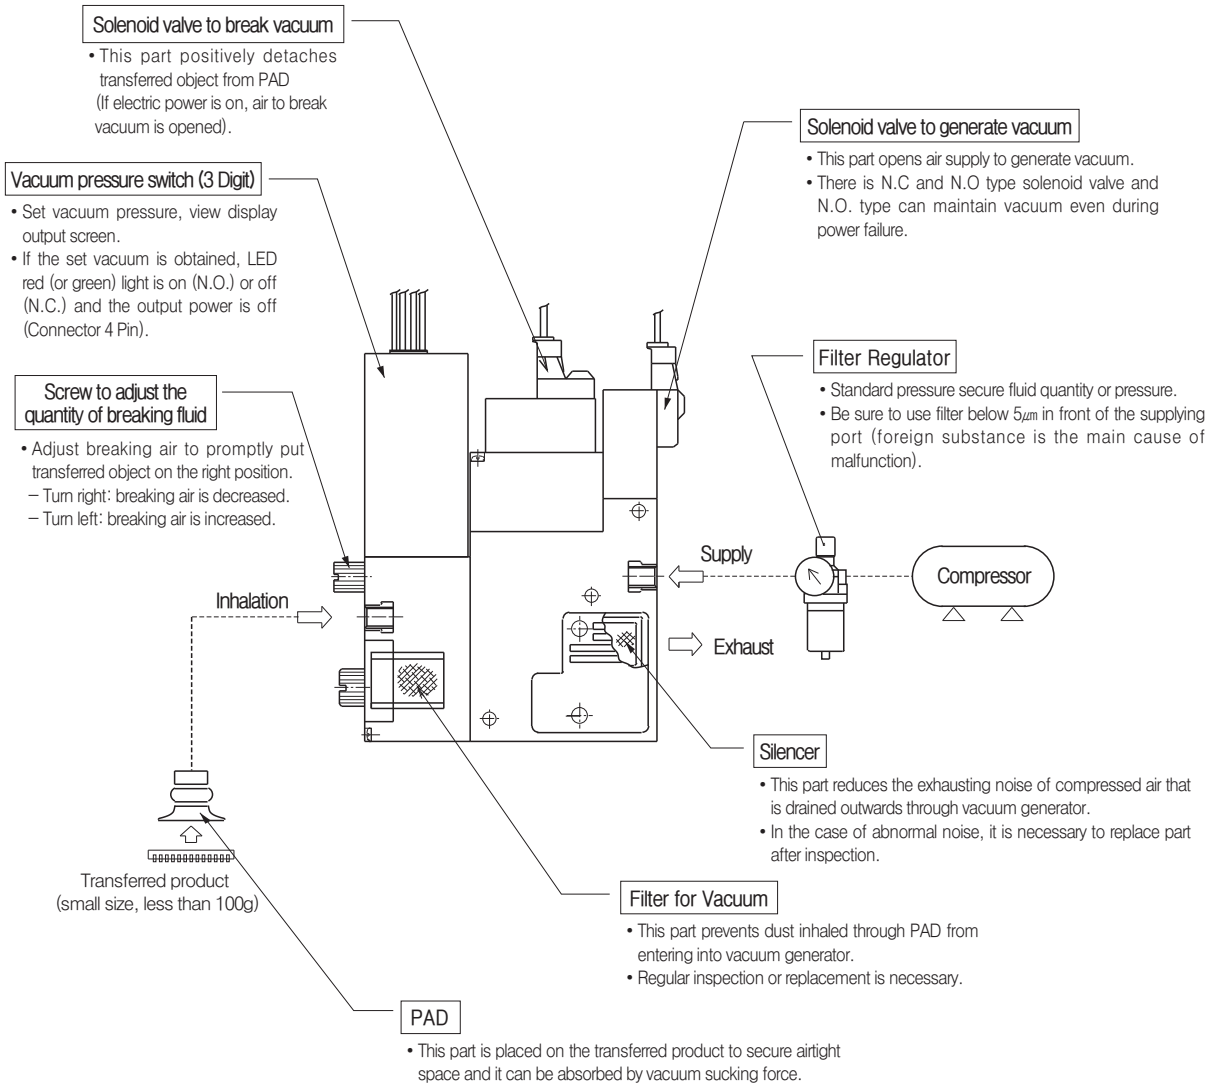 Solenoid valve to break vacuum
• This part positively detaches
transferred object from PAD
(If electric power is on, air to break
vacuum is opened).
Solenoid valve to generate vacuum
• This part opens air supply to generate vacuum.
• There is N.C and N.O type solenoid valve and
N.O. type can maintain vacuum even during
power failure.
Vacuum pressure switch (3 Digit)
• Set vacuum pressure, view display
output screen.
• If the set vacuum is obtained, LED
red (or green) light is on (N.O.) or off
(N.C.) and the output power is off
(Connector 4 Pin).
Filter Regulator
• Standard pressure secure fluid quantity or pressure.
• Be sure to use filter below 5㎛ in front of the supplying
port (foreign substance is the main cause of
malfunction).
Screw to adjust the
quantity of breaking fluid
• Adjust breaking air to promptly put
transferred object on the right position.
– Turn right: breaking air is decreased.
– Turn left: breaking air is increased.
Supply
Compressor
Inhalation
Exhaust
Silencer
• This part reduces the exhausting noise of compressed air that
is drained outwards through vacuum generator.
• In the case of abnormal noise, it is necessary to replace part
after inspection.
Transferred product
(small size, less than 100g)
Filter for Vacuum
• This part prevents dust inhaled through PAD from
entering into vacuum generator.
• Regular inspection or replacement is necessary.
PAD
• This part is placed on the transferred product to secure airtight
space and it can be absorbed by vacuum sucking force.